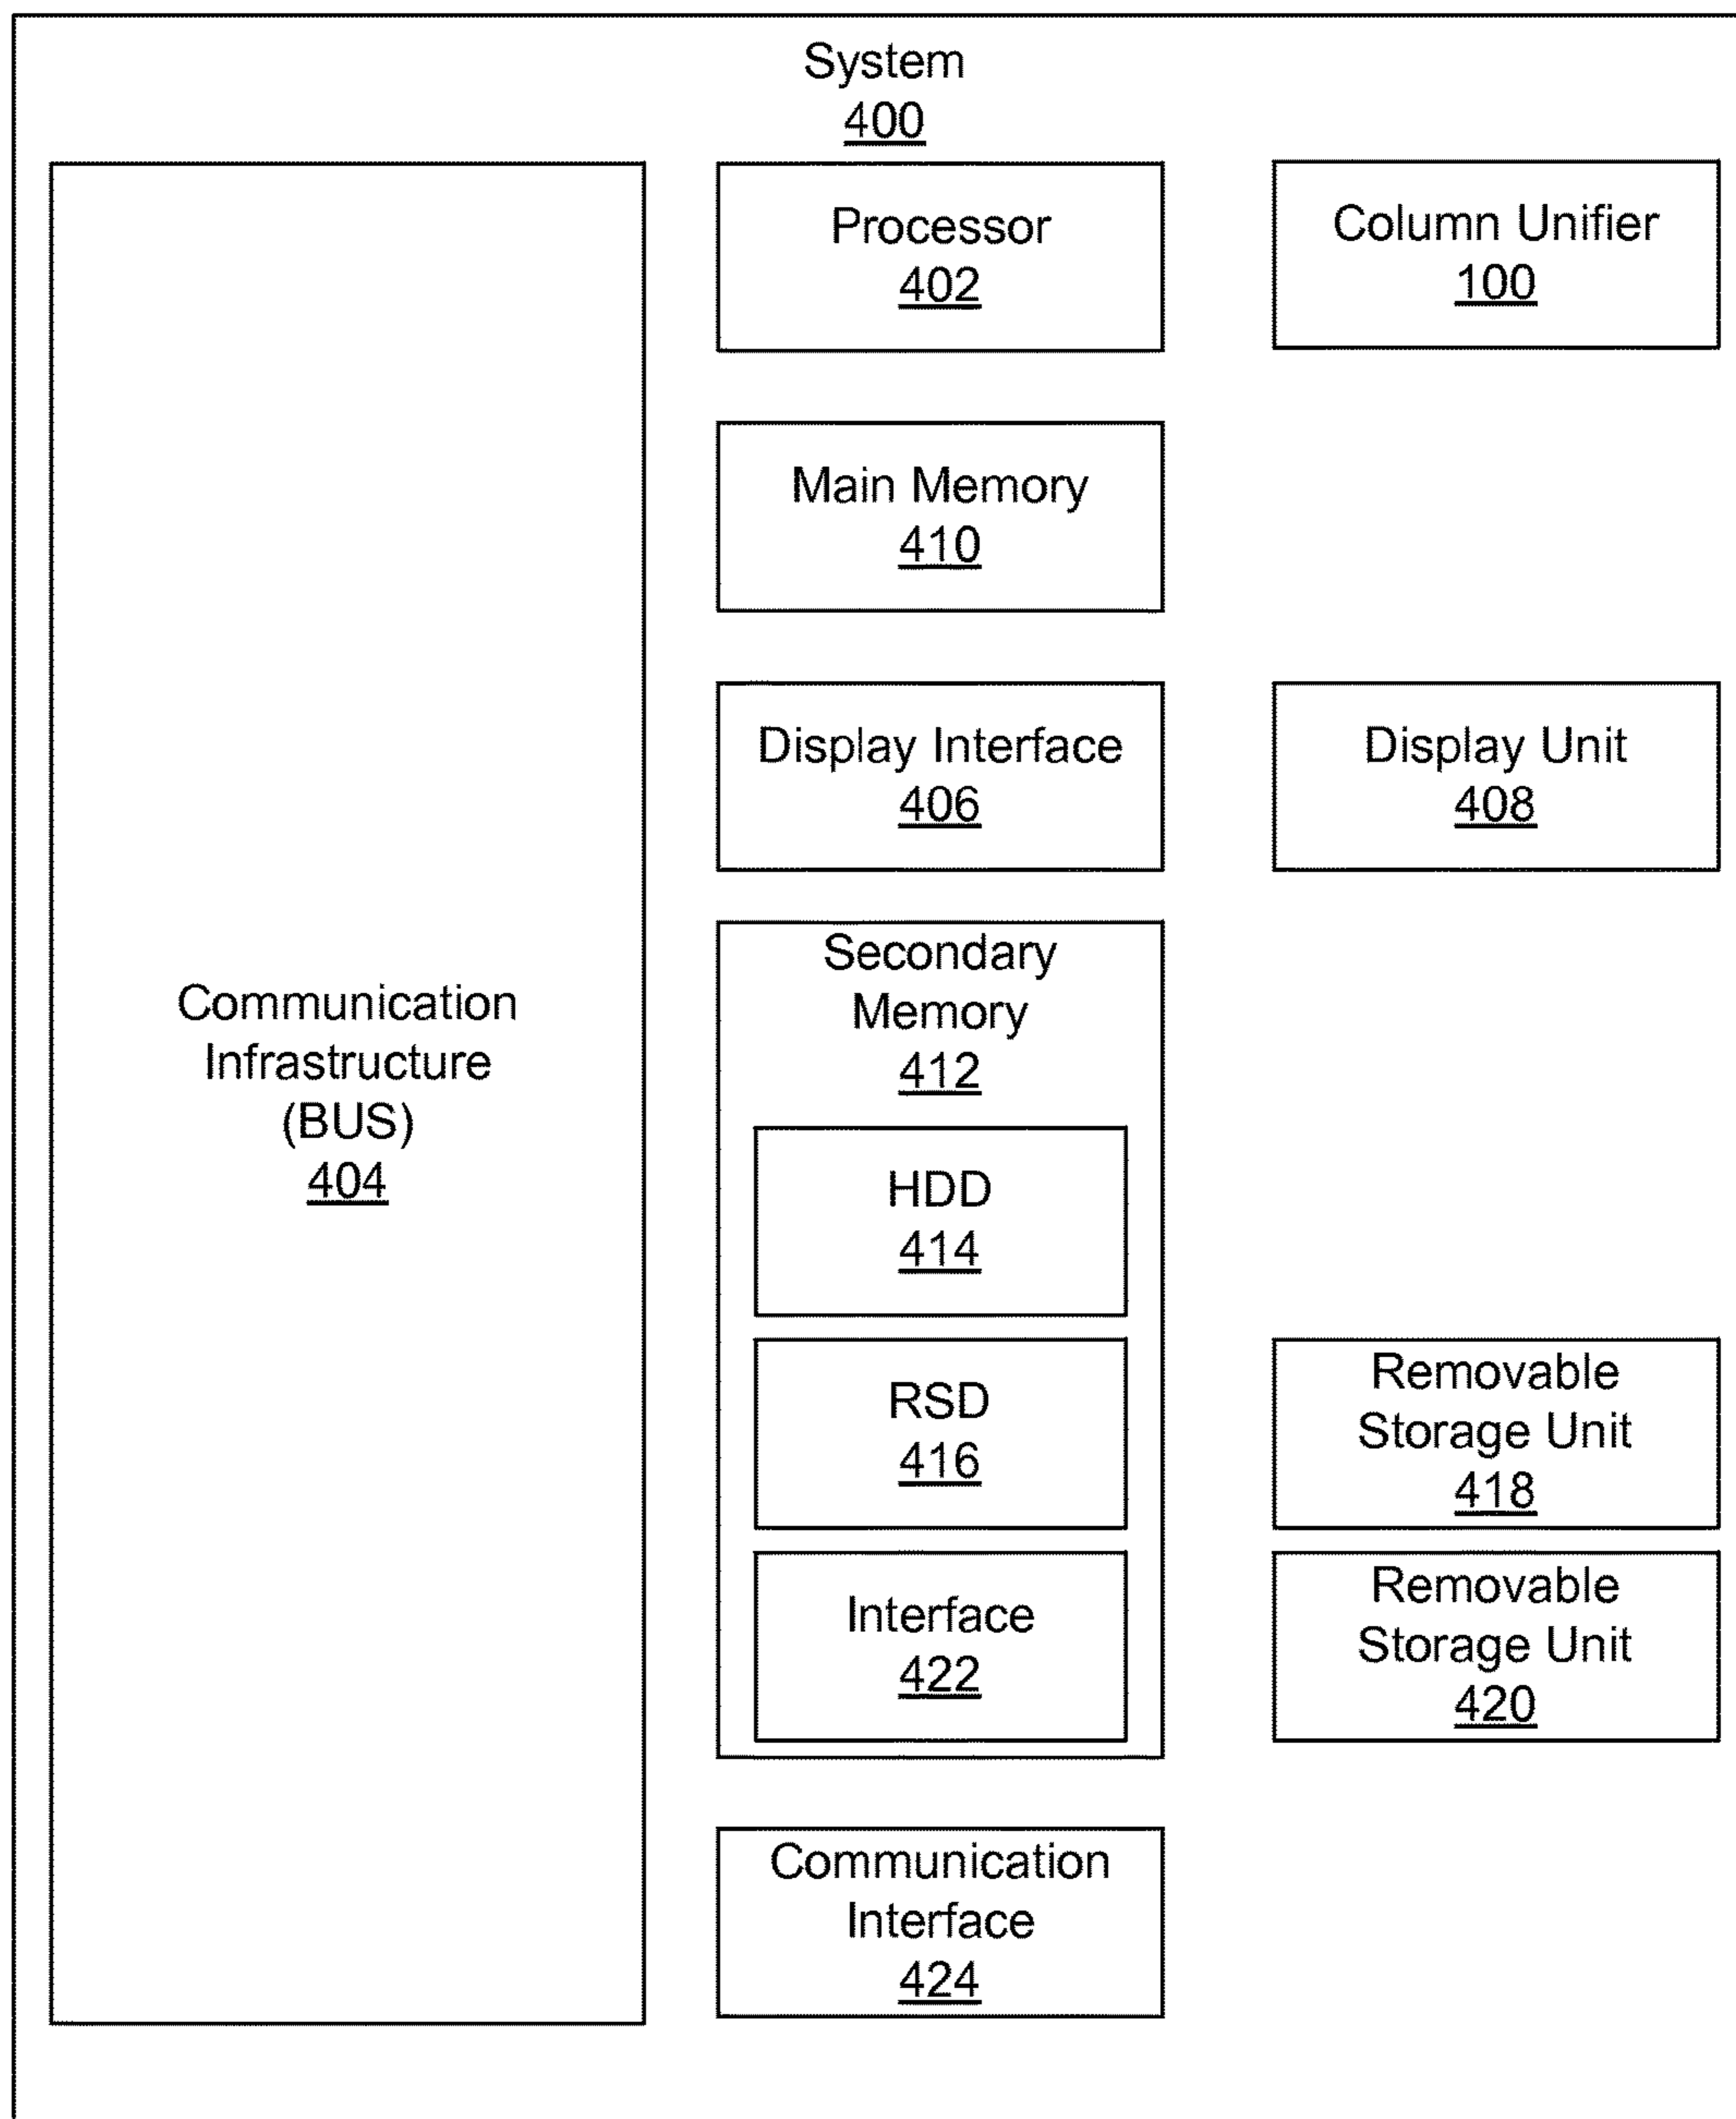 System
400
Processor
402
Column Unifier
100
Main Memory
410
Display Interface
406
Display Unit
408
Communication
Infrastructure
(BUS)
404
Secondary
Memory
412
HDD
414
RSD
416
Removable
Storage Unit
418
Interface
422
Removable
Storage Unit
420
Communication
Interface
424